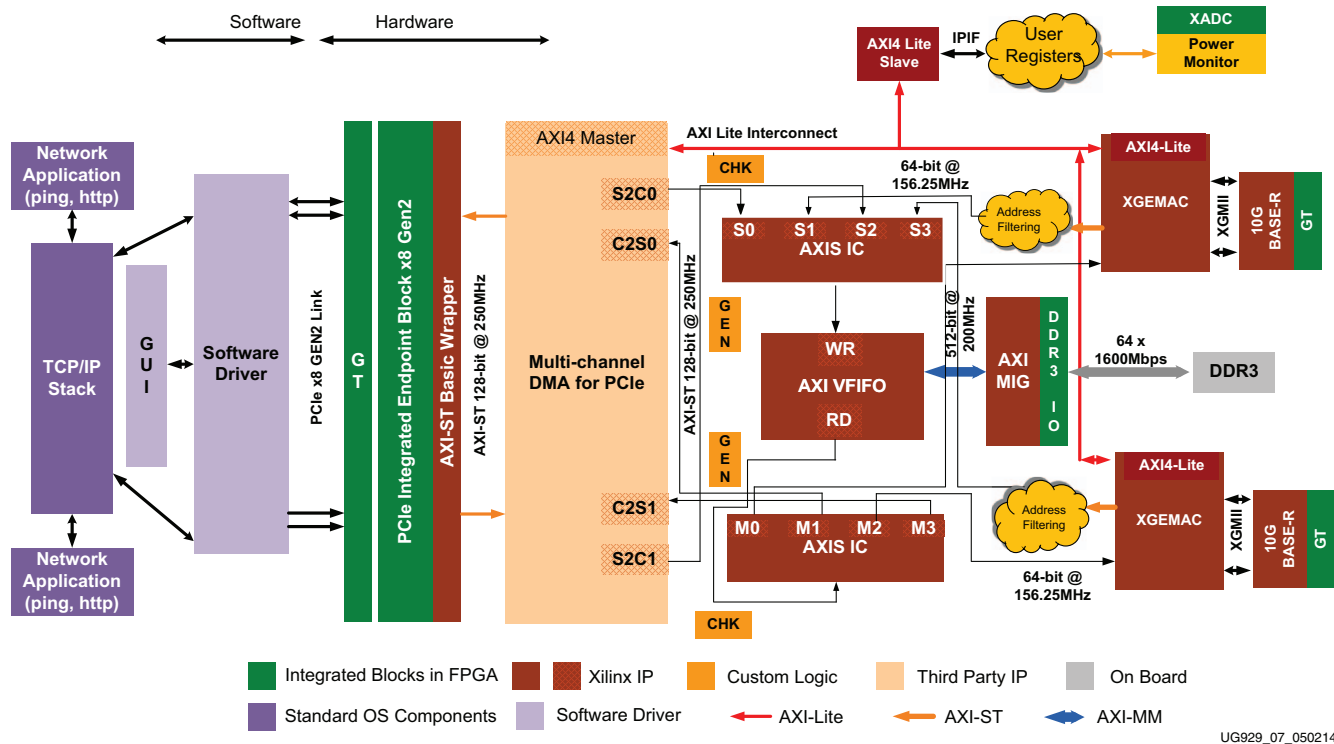 Software
Hardware
AXI4 Lite
Slave
IPIF
User
Registers
XADC
Power
Monitor
Network
Application
(ping, http)
TCP/IP
Stack
Network
Application
(ping, http)
GUI
Software
Driver
PCIe x8 GEN2 Link
GT
PCIe Integrated Endpoint Block x8 Gen2
AXI-ST Basic Wrapper
AXI-ST 128-bit @ 250MHz
AXI4 Master
S2C0
C2S0
Multi-channel
DMA for PCIe
C2S1
S2C1
AXI Lite Interconnect
CHK
64-bit @
156.25MHz
AXI-ST 128-bit @ 250MHz
S0 S1 S2 S3
AXIS IC
GEN
WR
AXI VFIFO
RD
GEN
512-bit @
200MHz
AXI
MIG
DDR3 IO
64 x
1600Mbps
DDR3
M0 M1 M2 M3
AXIS IC
CHK
Address
Filtering
AXI4-Lite
XGEMAC
XGMII
10G
BASE-R
GT
Address
Filtering
AXI4-Lite
XGEMAC
XGMII
10G
BASE-R
GT
64-bit @
156.25MHz
Integrated Blocks in FPGA
Xilinx IP
Custom Logic
Third Party IP
On Board
Standard OS Components
Software Driver
AXI-Lite
AXI-ST
AXI-MM
UG929_07_050214